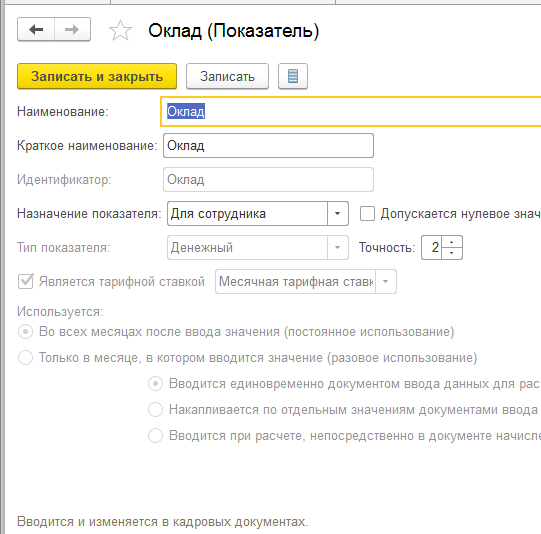 Оклад (Показатель)
Записать и закрыть Записать
Наименование: Оклад
Краткое наименование: Оклад
Идентификатор: Оклад
Назначение показателя: Для сотрудника Допускается нулевое знач
Тип показателя: Денежный Точность: 2
Является тарифной ставкой Месячная тарифная ставк
Используется:
Во всех месяцах после ввода значения (постоянное использование)
Только в месяце, в котором вводится значение (разовое использование)
Вводится единовременно документом ввода данных для рас
Накапливается по отдельным значениям документами ввода
Вводится при расчете, непосредственно в документе начисле
Вводится и изменяется в кадровых документах.